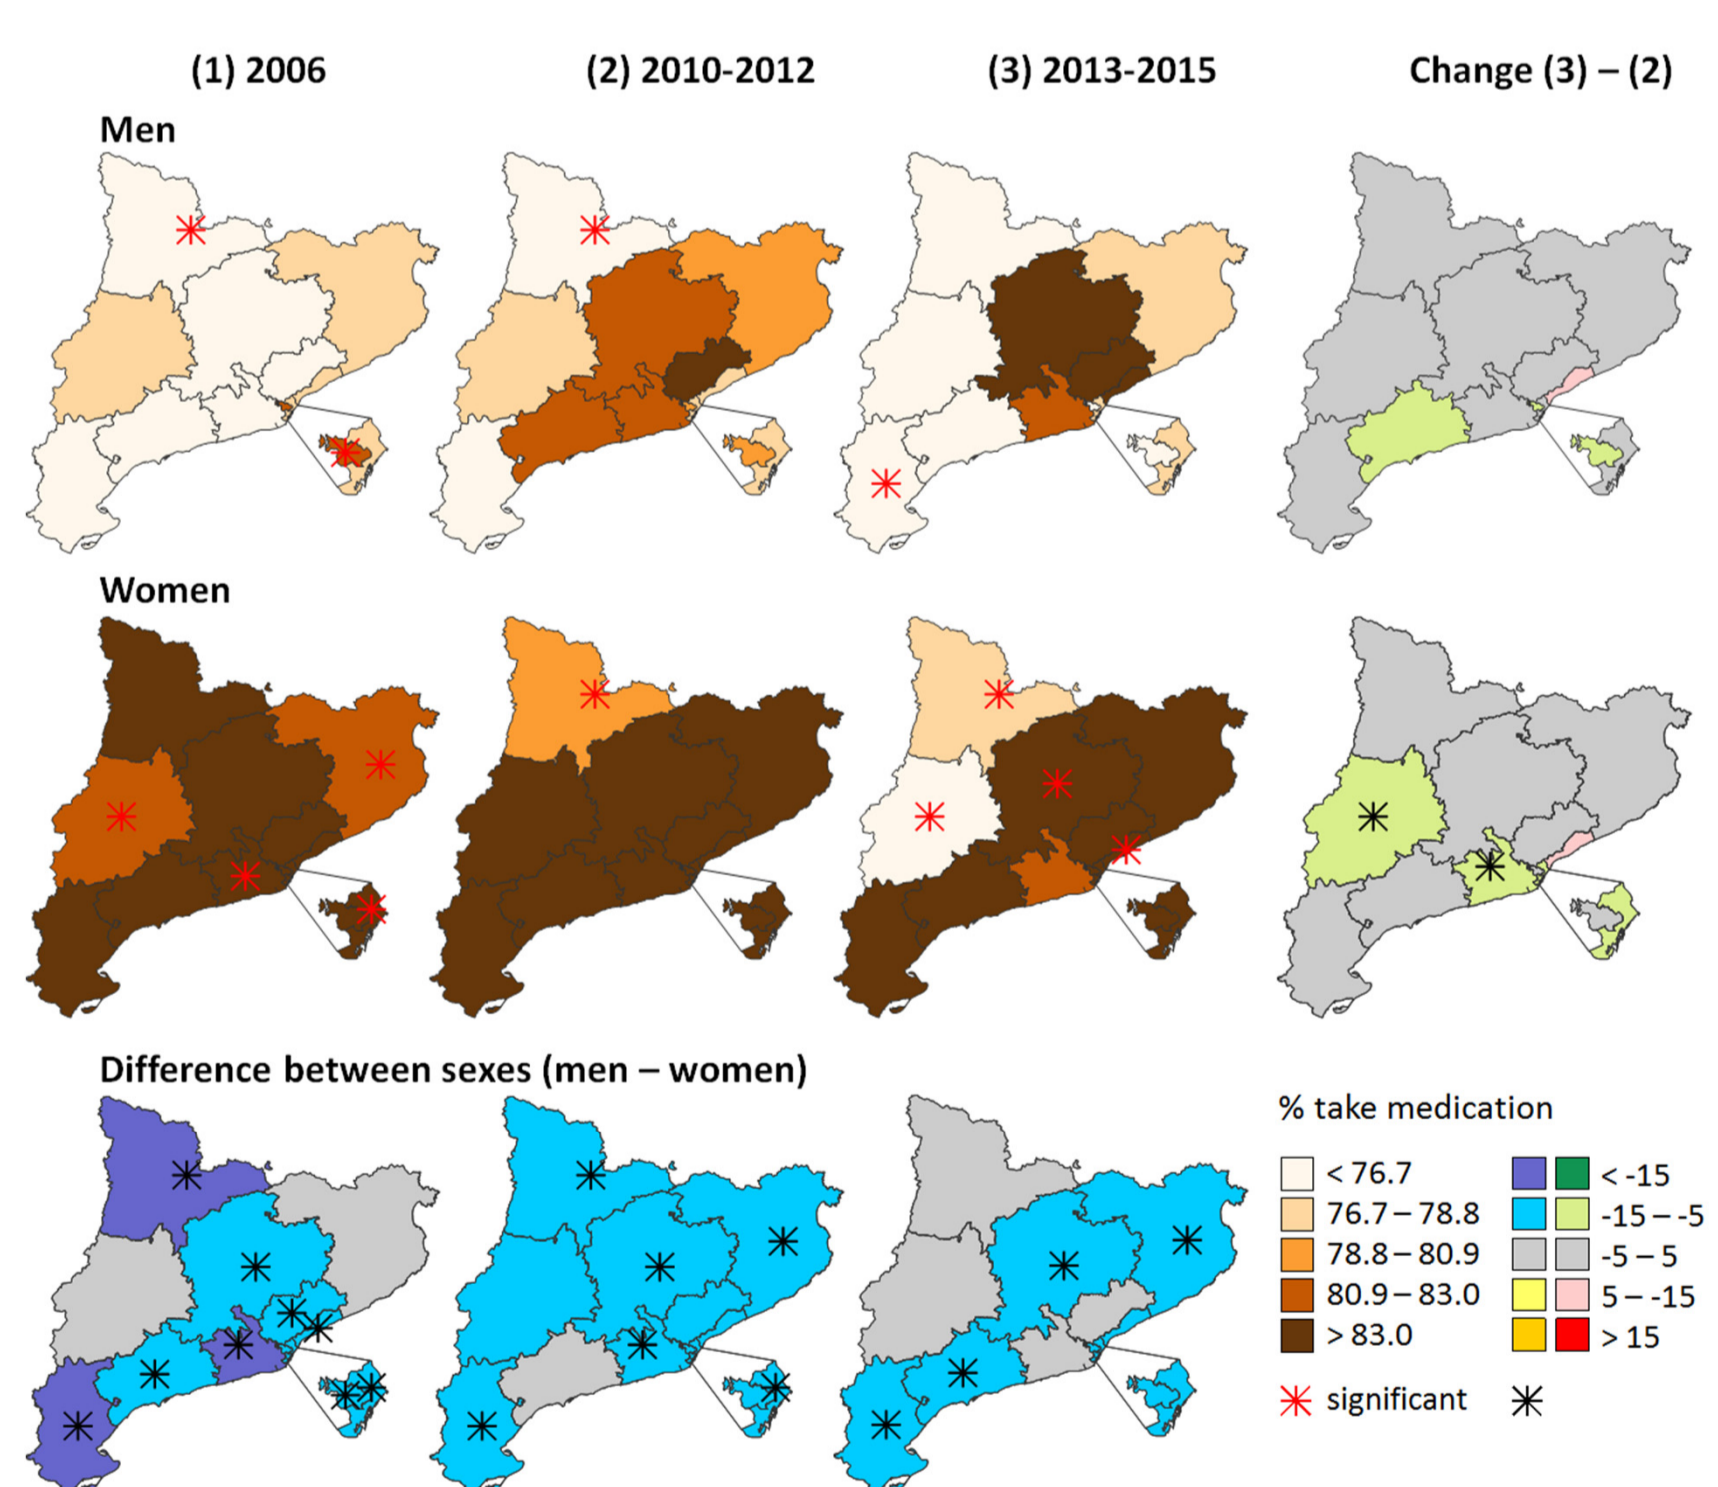 (1) 2006
(2) 2010-2012
(3) 2013-2015
Change (3) – (2)
Men
Women
Difference between sexes (men – women)
% take medication
< 76.7
< -15
76.7 – 78.8
-15 – -5
78.8 – 80.9
-5 – 5
80.9 – 83.0
5 – -15
> 83.0
> 15
significant